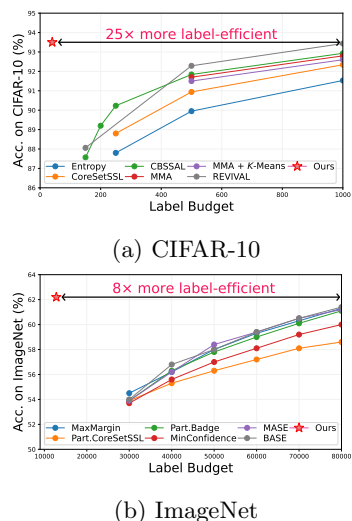 95
94
93
92
91
90
89
88
87
86
Acc. on CIFAR-10 (%)
25× more label-efficient
Entropy CBSSAL MMA + K-Means Ours
CoreSetSSL MMA REVIVAL
0 200 400 600 800 1000
Label Budget
(a) CIFAR-10
64
62
60
58
56
54
52
50
Acc. on ImageNet (%)
8× more label-efficient
MaxMargin Part.Badge MASE Ours
Part.CoreSetSSL MinConfidence BASE
10000 20000 30000 40000 50000 60000 70000 80000
Label Budget
(b) ImageNet